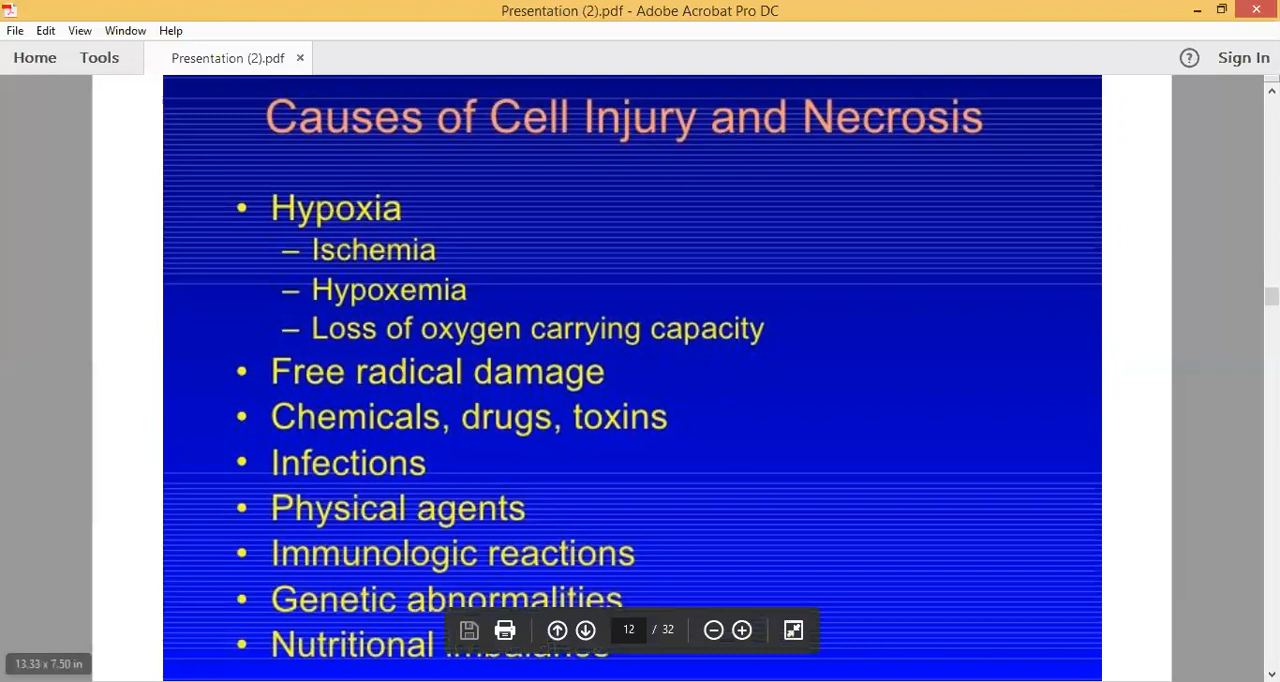 Presentation (2).pdf - Adobe Acrobat Pro DC
File Edit View Window Help
Home Tools Presentation (2).pdf × ? Sign In
Causes of Cell Injury and Necrosis
• Hypoxia
– Ischemia
– Hypoxemia
– Loss of oxygen carrying capacity
• Free radical damage
• Chemicals, drugs, toxins
• Infections
• Physical agents
• Immunologic reactions
• Genetic abnormalities
• Nutritional imbalance
12 / 32
13.33 x 7.50 in